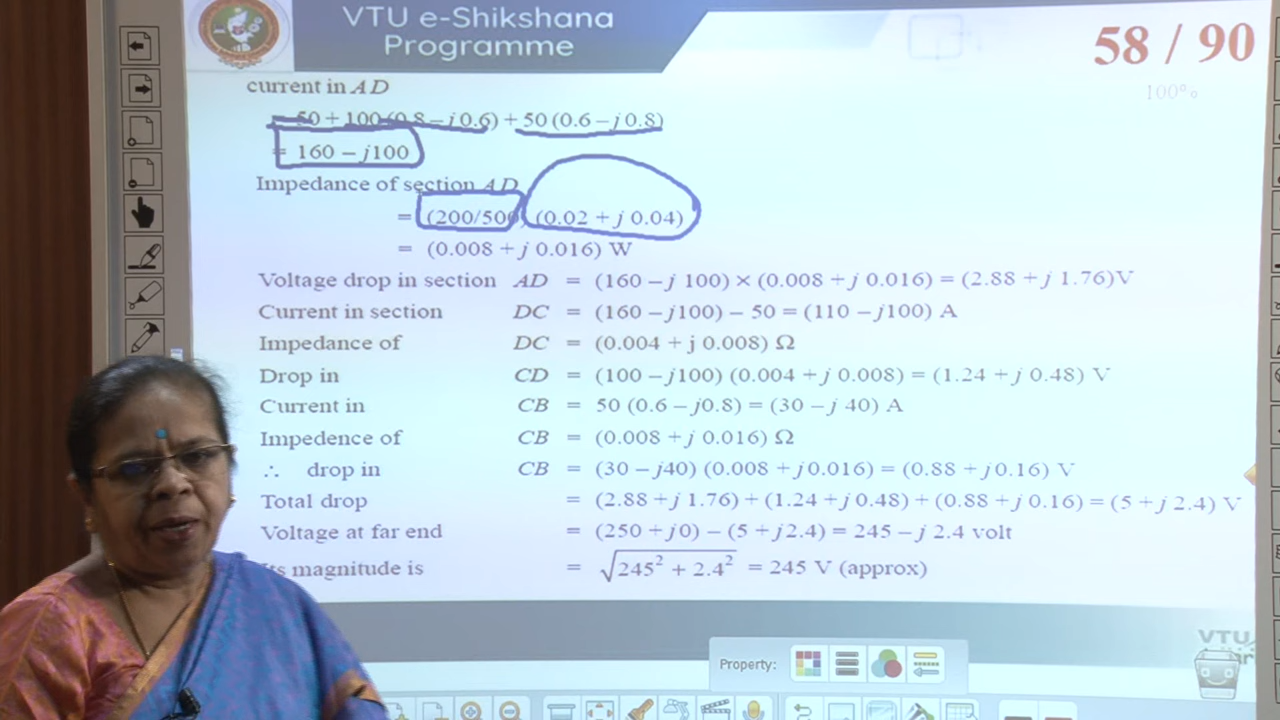 VTU e-Shikshana
Programme
58 / 90
100%
current in A D
= 50 + 100 (0.8 – j 0.6) + 50 (0.6 – j 0.8)
= 160 – j100
Impedance of section A D
= (200/500) (0.02 + j 0.04)
= (0.008 + j 0.016) W
Voltage drop in section AD = (160 – j 100) × (0.008 + j 0.016) = (2.88 + j 1.76)V
Current in section DC = (160 – j100) – 50 = (110 – j100) A
Impedance of DC = (0.004 + j 0.008) Ω
Drop in CD = (100 – j100) (0.004 + j 0.008) = (1.24 + j 0.48) V
Current in CB = 50 (0.6 – j0.8) = (30 – j 40) A
Impedence of CB = (0.008 + j 0.016) Ω
∴ drop in CB = (30 – j40) (0.008 + j0.016) = (0.88 + j0.16) V
Total drop = (2.88 + j 1.76) + (1.24 + j 0.48) + (0.88 + j 0.16) = (5 + j 2.4) V
Voltage at far end = (250 + j0) – (5 + j2.4) = 245 – j 2.4 volt
Its magnitude is = √245² + 2.4² = 245 V (approx)
VTU
Property: